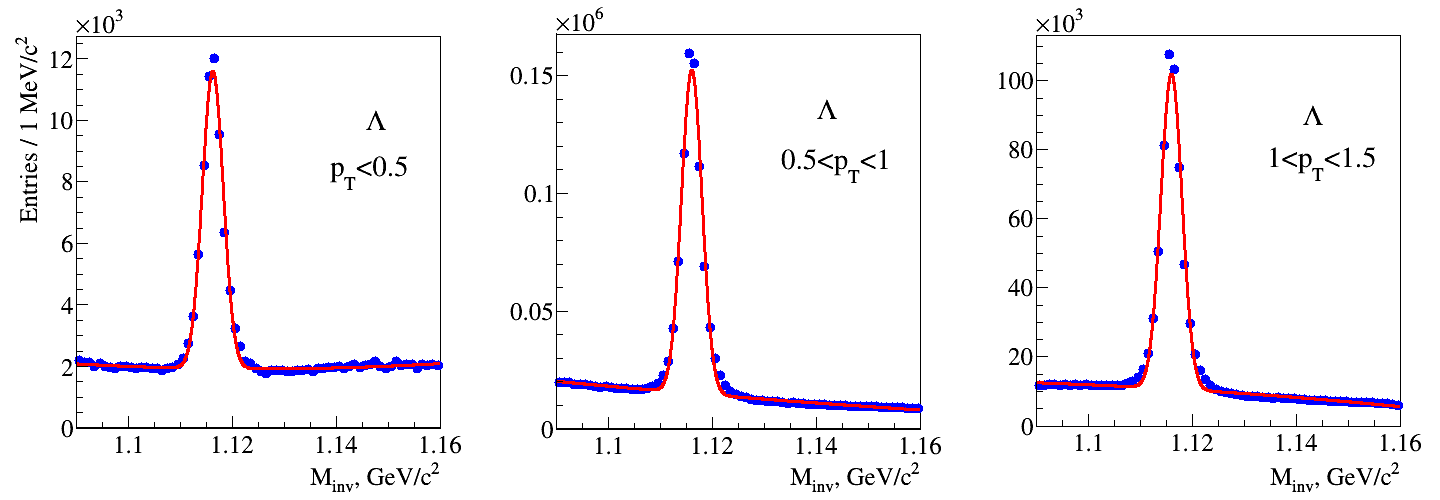 ×10³
Entries / 1 MeV/c²
12
10
8
6
4
2
0
Λ
p_T<0.5
1.1 1.12 1.14 1.16
M_inv, GeV/c²
×10⁶
0.15
0.1
0.05
0
Λ
0.5<p_T<1
1.1 1.12 1.14 1.16
M_inv, GeV/c²
×10³
100
80
60
40
20
0
Λ
1<p_T<1.5
1.1 1.12 1.14 1.16
M_inv, GeV/c²